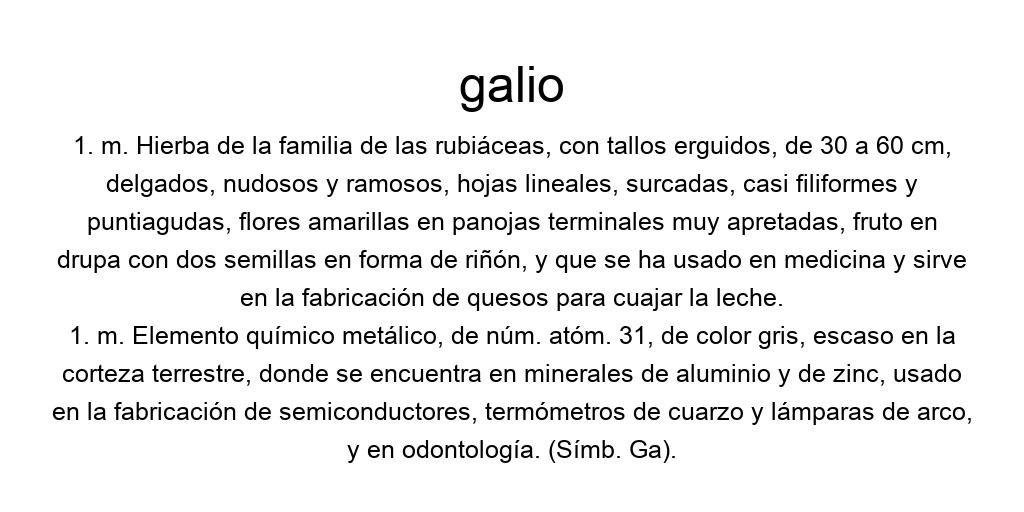 galio
1. m. Hierba de la familia de las rubiáceas, con tallos erguidos, de 30 a 60 cm,
delgados, nudosos y ramosos, hojas lineales, surcadas, casi filiformes y
puntiagudas, flores amarillas en panojas terminales muy apretadas, fruto en
drupa con dos semillas en forma de riñón, y que se ha usado en medicina y sirve
en la fabricación de quesos para cuajar la leche.
1. m. Elemento químico metálico, de núm. atóm. 31, de color gris, escaso en la
corteza terrestre, donde se encuentra en minerales de aluminio y de zinc, usado
en la fabricación de semiconductores, termómetros de cuarzo y lámparas de arco,
y en odontología. (Símb. Ga).